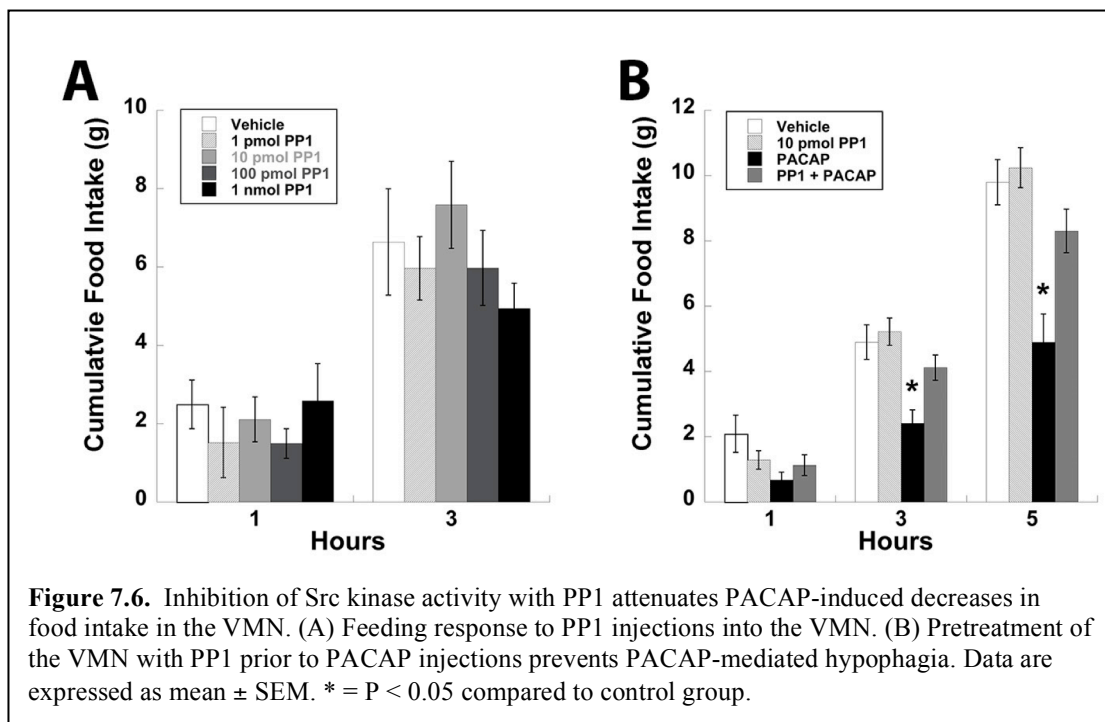 A
Cumulatvie Food Intake (g)
10
8
6
4
2
0
Vehicle
1 pmol PP1
10 pmol PP1
100 pmol PP1
1 nmol PP1
1
3
Hours
B
Cumulative Food Intake (g)
12
10
8
6
4
2
0
Vehicle
10 pmol PP1
PACAP
PP1 + PACAP
*
*
1
3
5
Hours
Figure 7.6. Inhibition of Src kinase activity with PP1 attenuates PACAP-induced decreases in
food intake in the VMN. (A) Feeding response to PP1 injections into the VMN. (B) Pretreatment of
the VMN with PP1 prior to PACAP injections prevents PACAP-mediated hypophagia. Data are
expressed as mean ± SEM. * = P < 0.05 compared to control group.